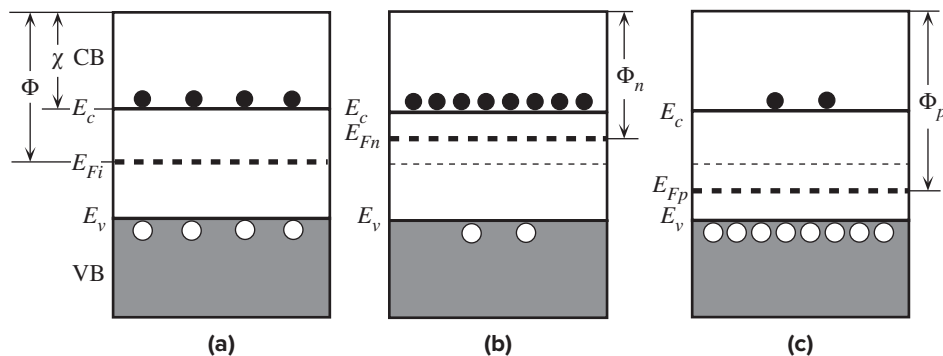 Φ
χ
CB
E_c
E_Fi
E_v
VB
(a)
Φ_n
E_c
E_Fn
E_v
(b)
Φ_p
E_c
E_Fp
E_v
(c)